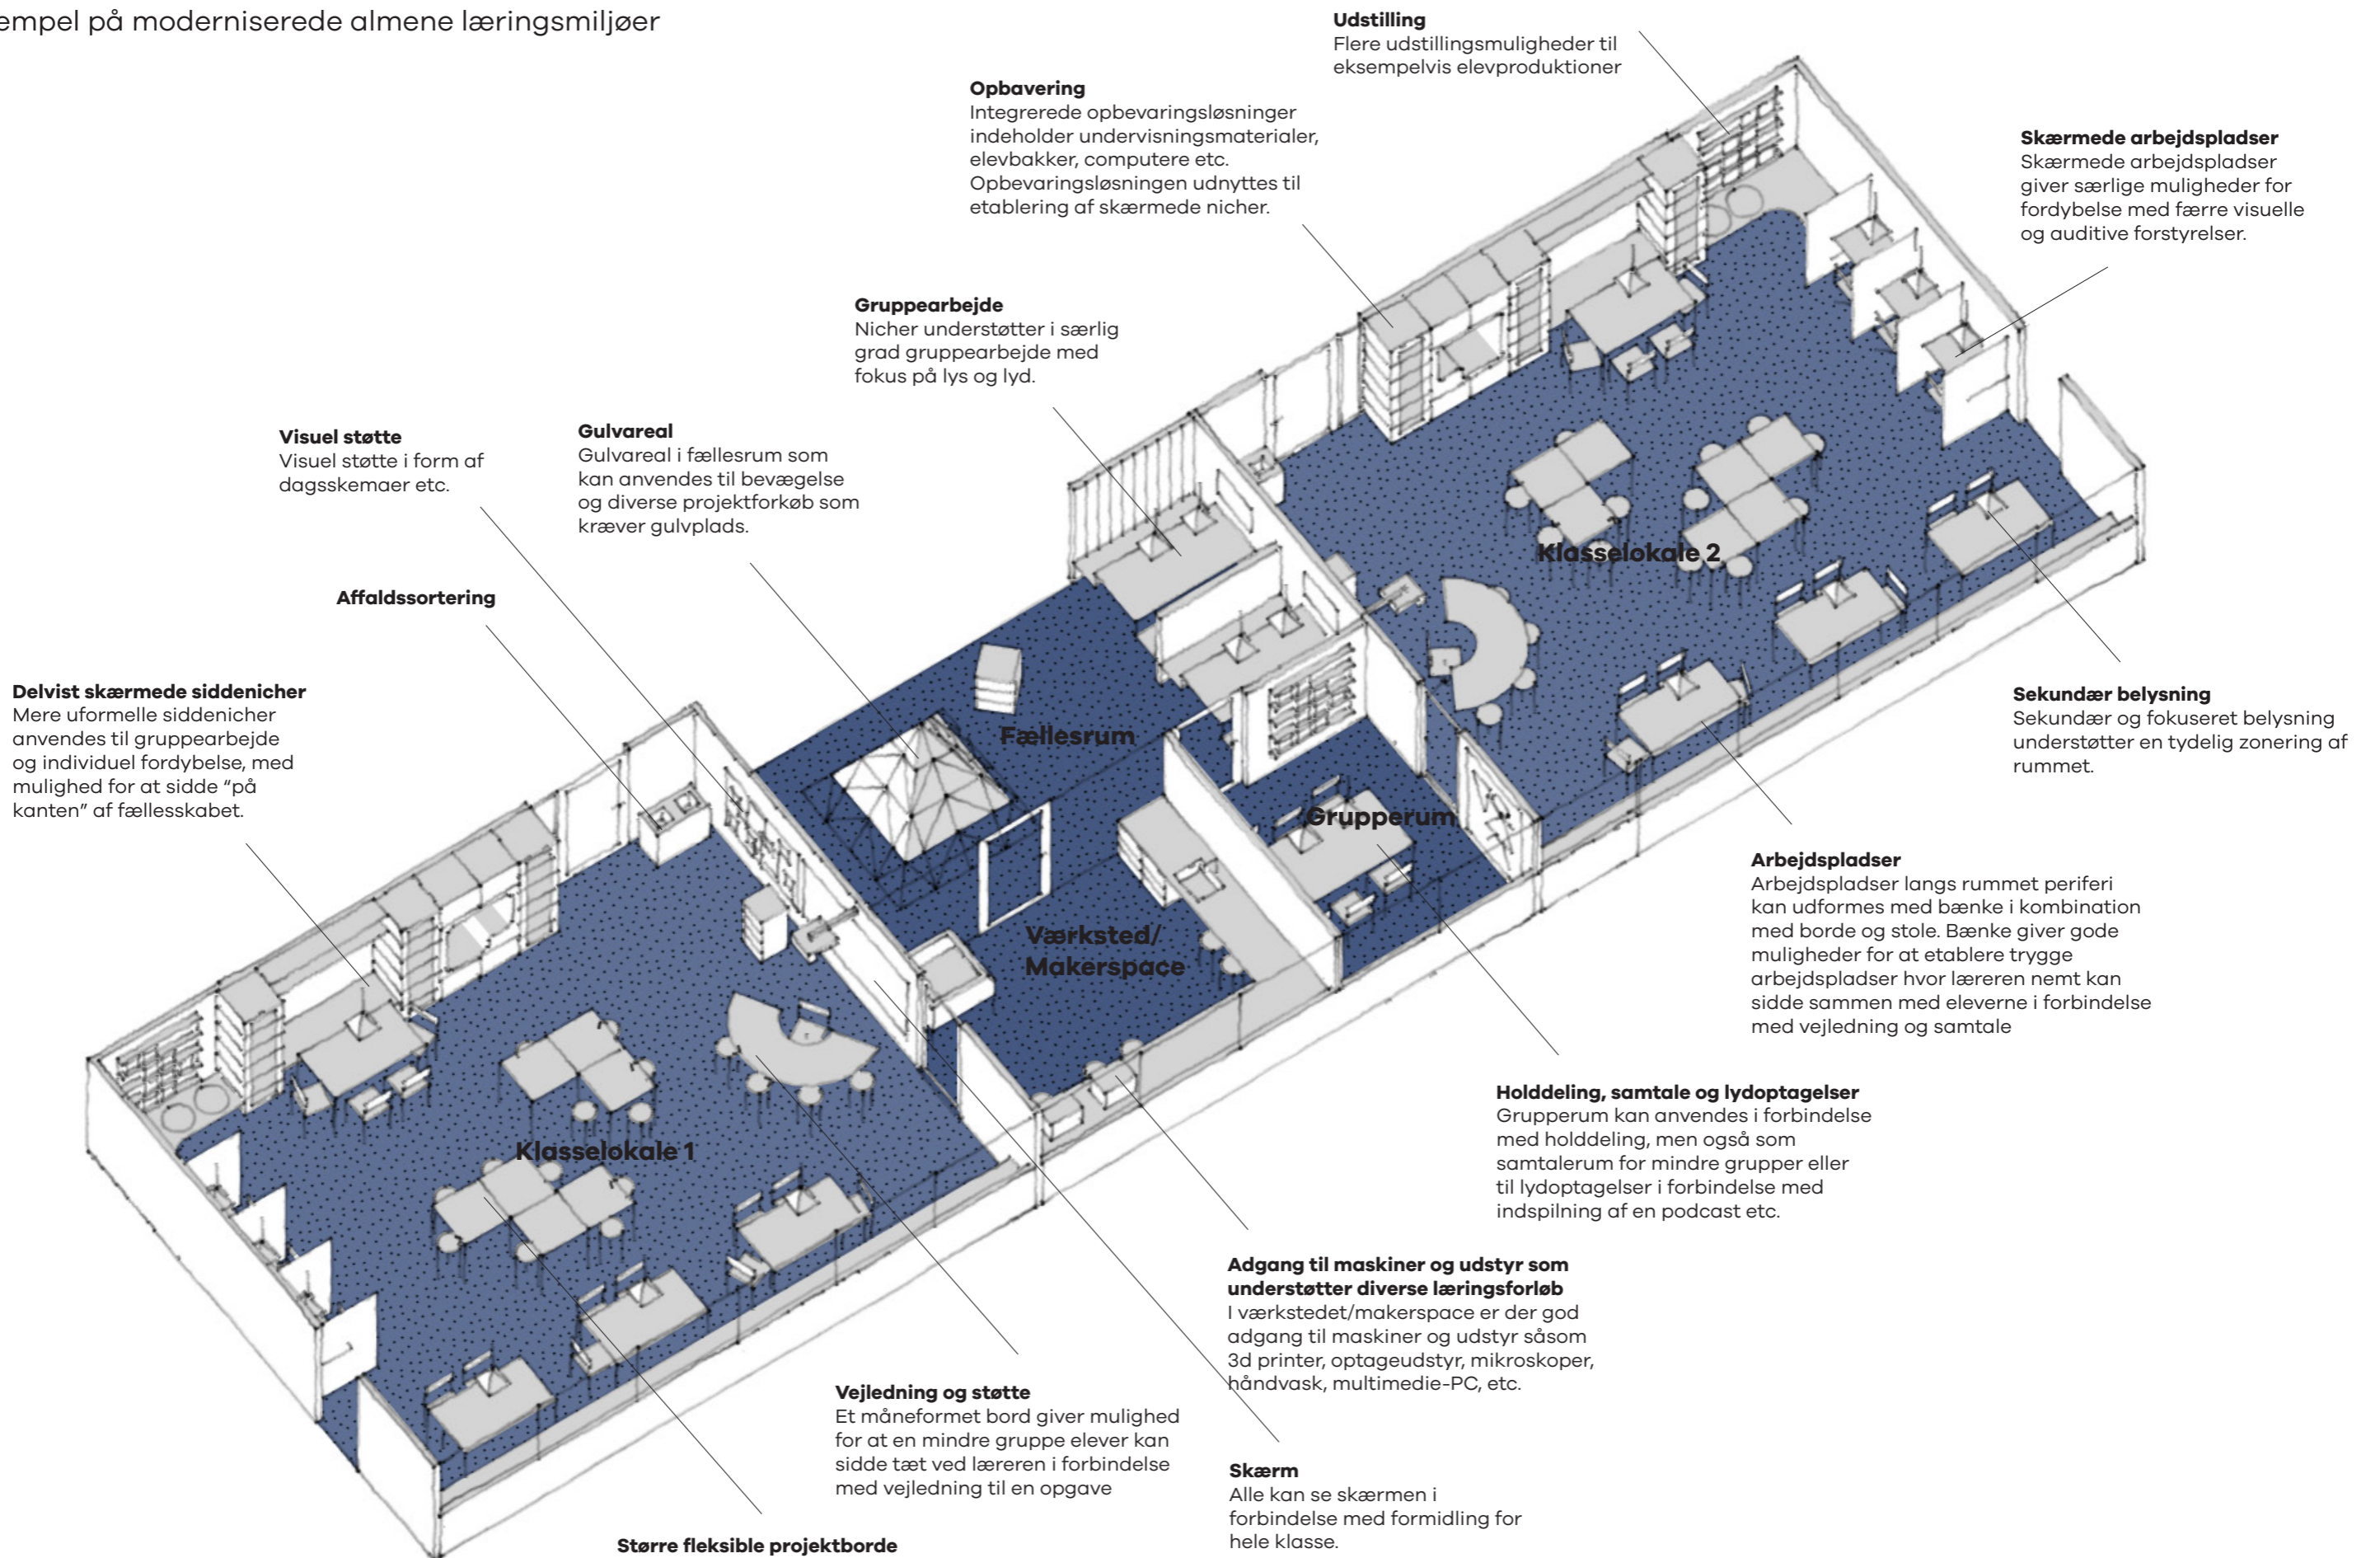 empel på moderniserede almene læringsmiljøer
Udstilling
Flere udstillingsmuligheder til
eksempelvis elevproduktioner
Opbavering
Integrerede opbevaringsløsninger
indeholder undervisningsmaterialer,
elevbakker, computere etc.
Opbevaringsløsningen udnyttes til
etablering af skærmede nicher.
Skærmede arbejdspladser
Skærmede arbejdspladser
giver særlige muligheder for
fordybelse med færre visuelle
og auditive forstyrelser.
Gruppearbejde
Nicher understøtter i særlig
grad gruppearbejde med
fokus på lys og lyd.
Visuel støtte
Visuel støtte i form af
dagsskemaer etc.
Gulvareal
Gulvareal i fællesrum som
kan anvendes til bevægelse
og diverse projektforkøb som
kræver gulvplads.
Affaldssortering
Klasselokale 2
Delvist skærmede siddenicher
Mere uformelle siddenicher
anvendes til gruppearbejde
og individuel fordybelse, med
mulighed for at sidde “på
kanten” af fællesskabet.
Fællesrum
Sekundær belysning
Sekundær og fokuseret belysning
understøtter en tydelig zonering af
rummet.
Grupperum
Arbejdspladser
Arbejdspladser langs rummet periferi
kan udformes med bænke i kombination
med borde og stole. Bænke giver gode
muligheder for at etablere trygge
arbejdspladser hvor læreren nemt kan
sidde sammen med eleverne i forbindelse
med vejledning og samtale
Værksted/
Makerspace
Klasselokale 1
Holddeling, samtale og lydoptagelser
Grupperum kan anvendes i forbindelse
med holddeling, men også som
samtalerum for mindre grupper eller
til lydoptagelser i forbindelse med
indspilning af en podcast etc.
Adgang til maskiner og udstyr som
understøtter diverse læringsforløb
I værkstedet/makerspace er der god
adgang til maskiner og udstyr såsom
3d printer, optageudstyr, mikroskoper,
håndvask, multimedie-PC, etc.
Vejledning og støtte
Et måneformet bord giver mulighed
for at en mindre gruppe elever kan
sidde tæt ved læreren i forbindelse
med vejledning til en opgave
Skærm
Alle kan se skærmen i
forbindelse med formidling for
hele klasse.
Større fleksible projektborde